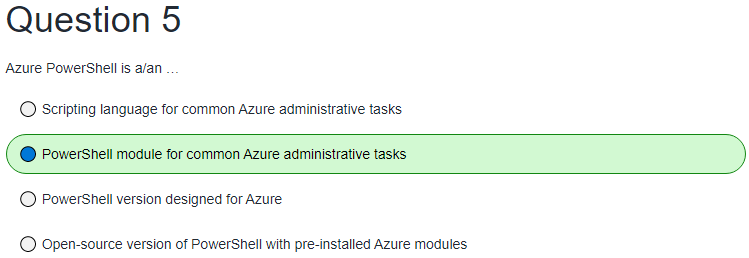 Question 5
Azure PowerShell is a/an ...
Scripting language for common Azure administrative tasks
PowerShell module for common Azure administrative tasks
PowerShell version designed for Azure
Open-source version of PowerShell with pre-installed Azure modules